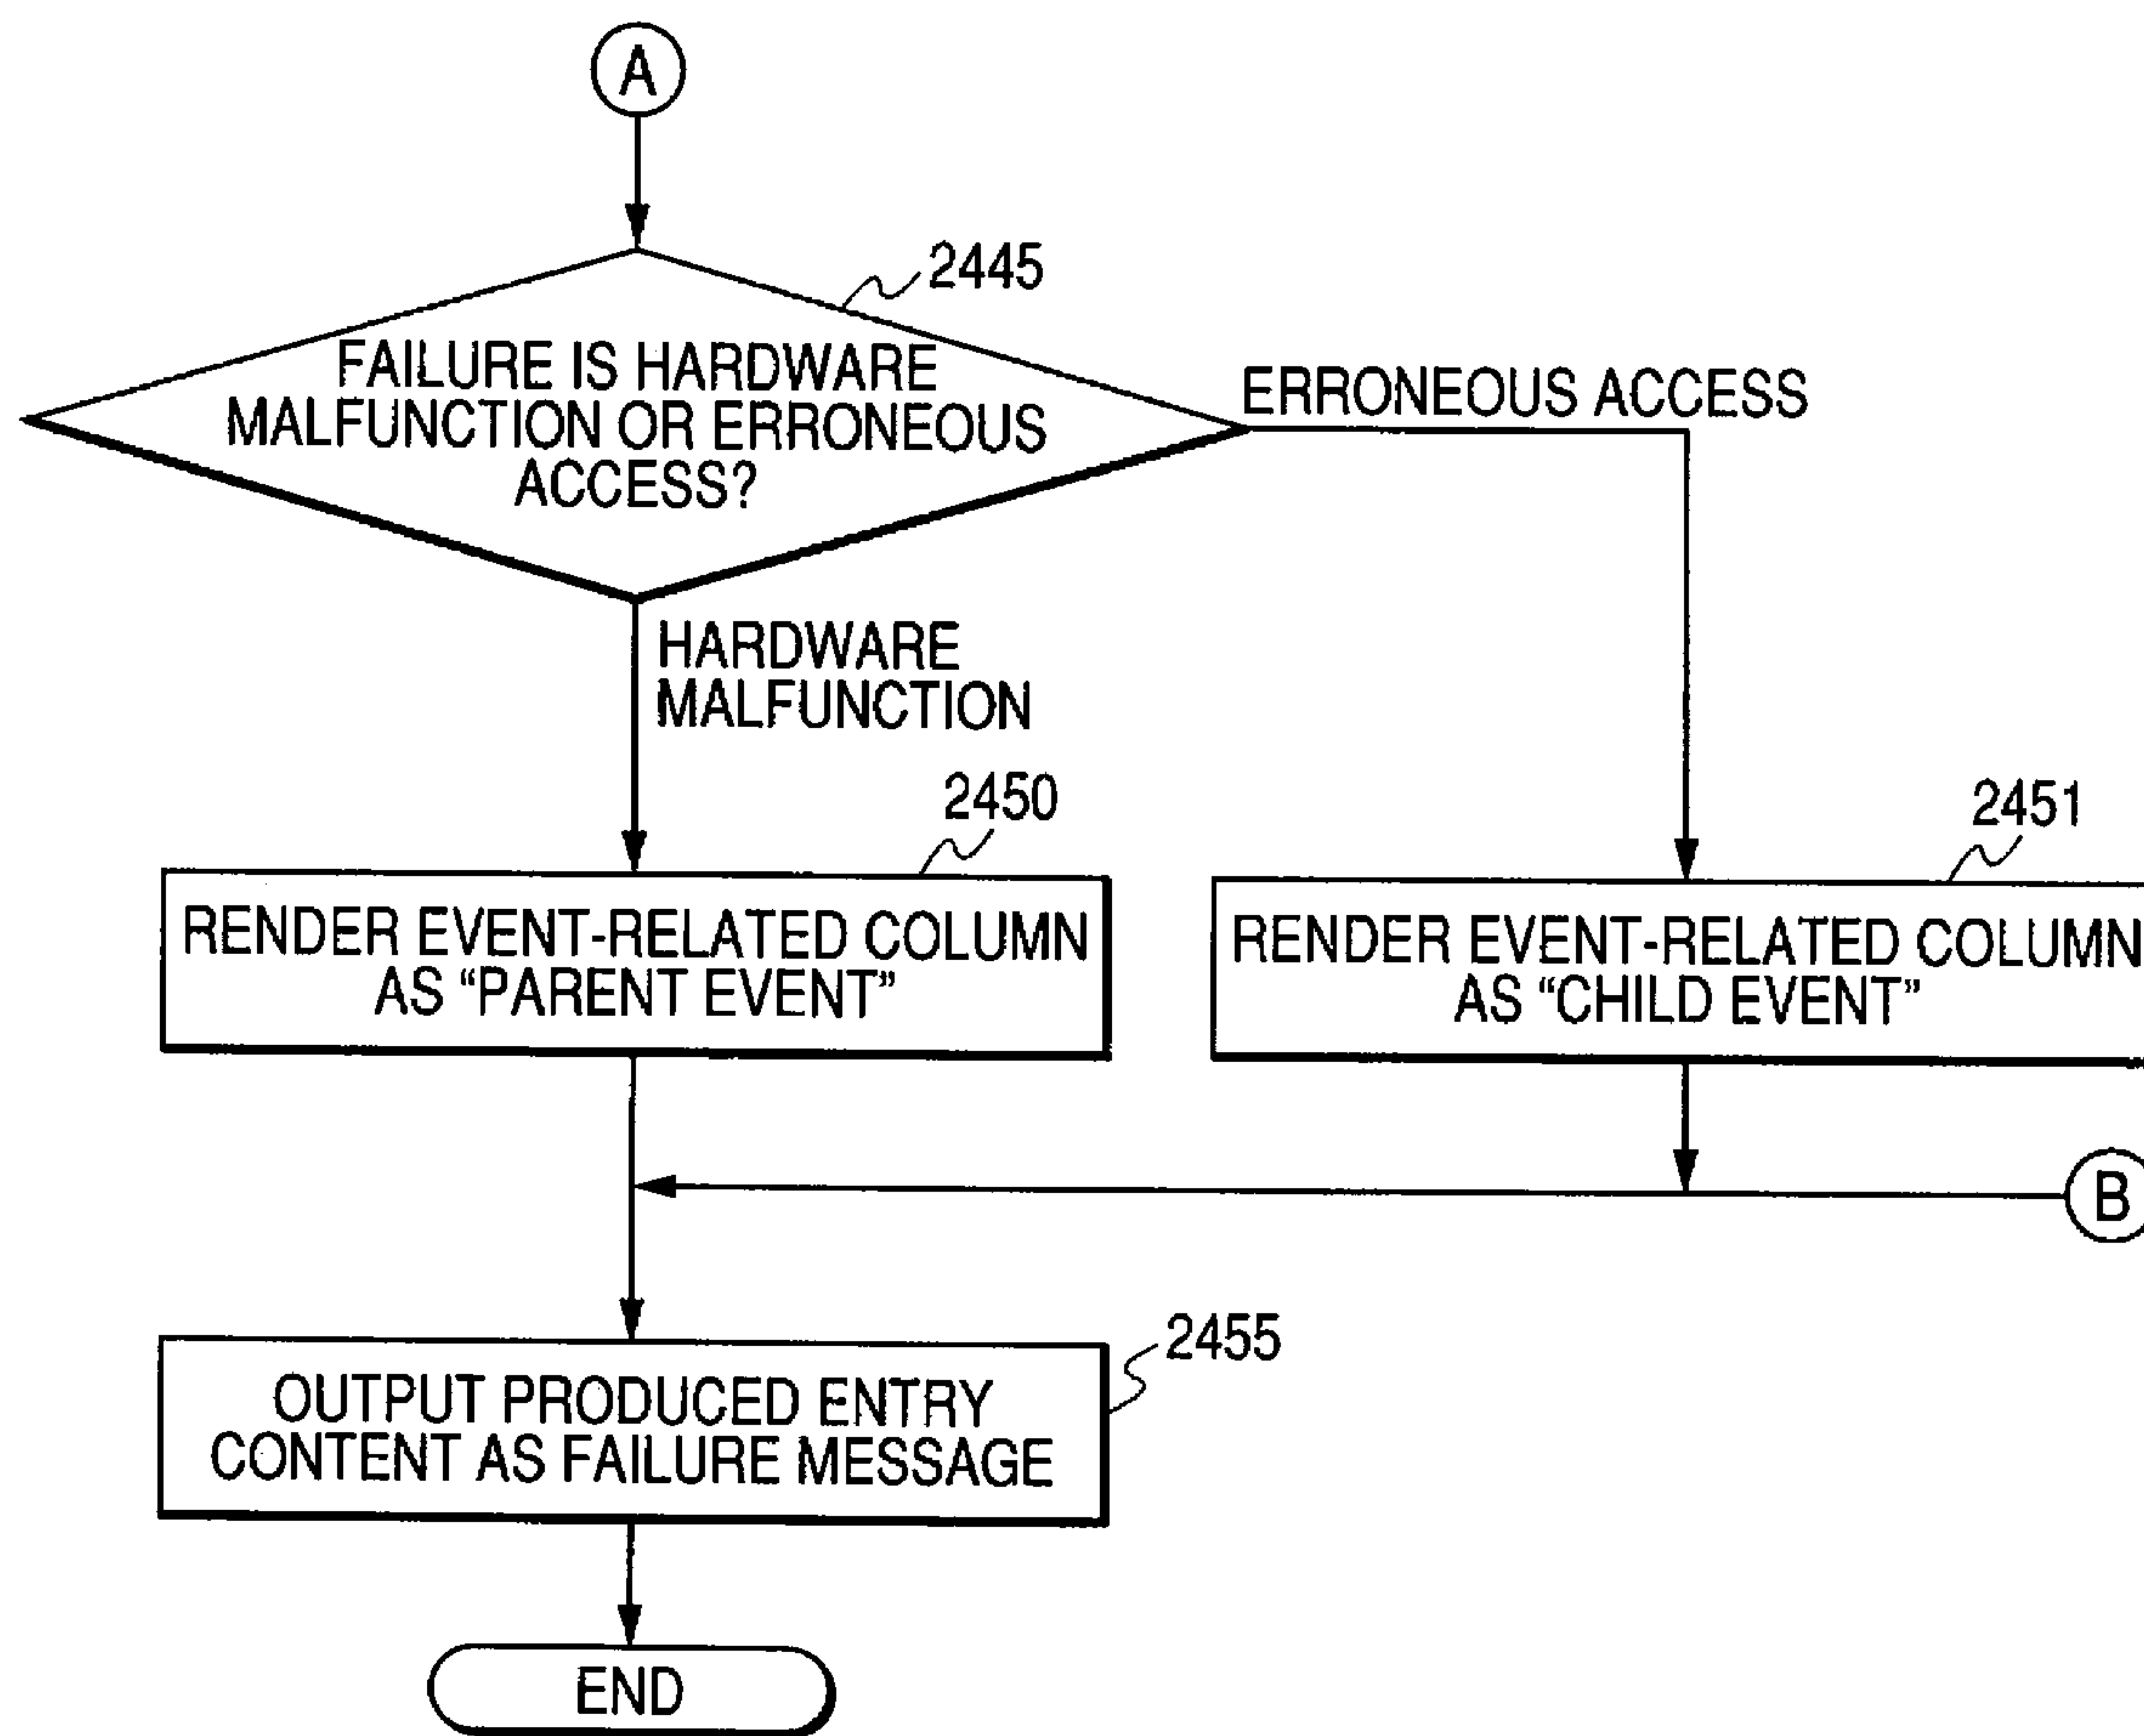 A
2445
FAILURE IS HARDWARE
MALFUNCTION OR ERRONEOUS
ACCESS?
ERRONEOUS ACCESS
HARDWARE
MALFUNCTION
2450
RENDER EVENT-RELATED COLUMN
AS “PARENT EVENT”
2451
RENDER EVENT-RELATED COLUMN
AS “CHILD EVENT”
B
2455
OUTPUT PRODUCED ENTRY
CONTENT AS FAILURE MESSAGE
END